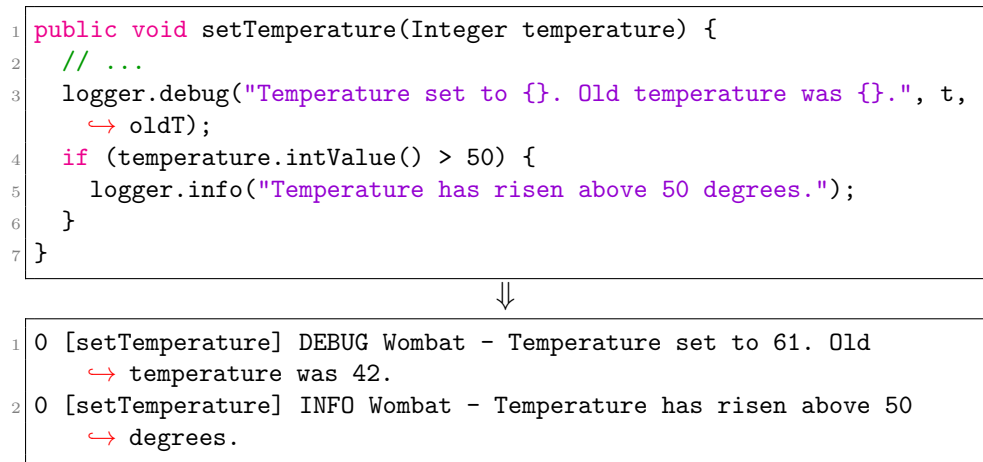 1 public void setTemperature(Integer temperature) {
2 // ...
3 logger.debug("Temperature set to {}. Old temperature was {}.", t,
↪ oldT);
4 if (temperature.intValue() > 50) {
5 logger.info("Temperature has risen above 50 degrees.");
6 }
7 }
⇓
1 0 [setTemperature] DEBUG Wombat - Temperature set to 61. Old
↪ temperature was 42.
2 0 [setTemperature] INFO Wombat - Temperature has risen above 50
↪ degrees.